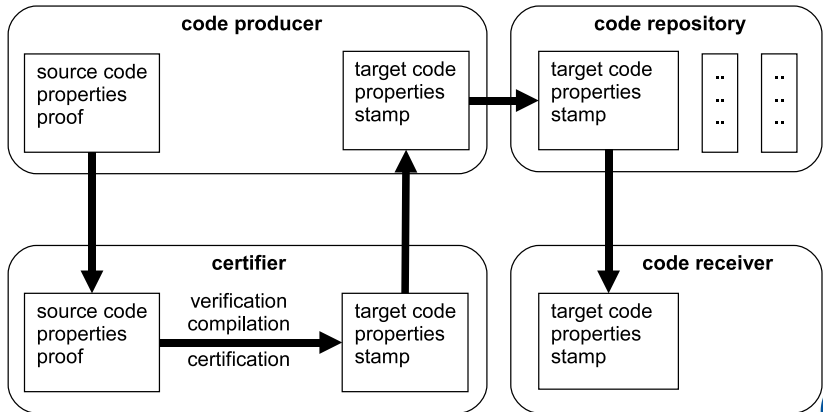 code producer
source code
properties
proof
target code
properties
stamp
code repository
target code
properties
stamp
..
..
..
..
..
..
certifier
source code
properties
proof
verification
compilation
certification
target code
properties
stamp
code receiver
target code
properties
stamp